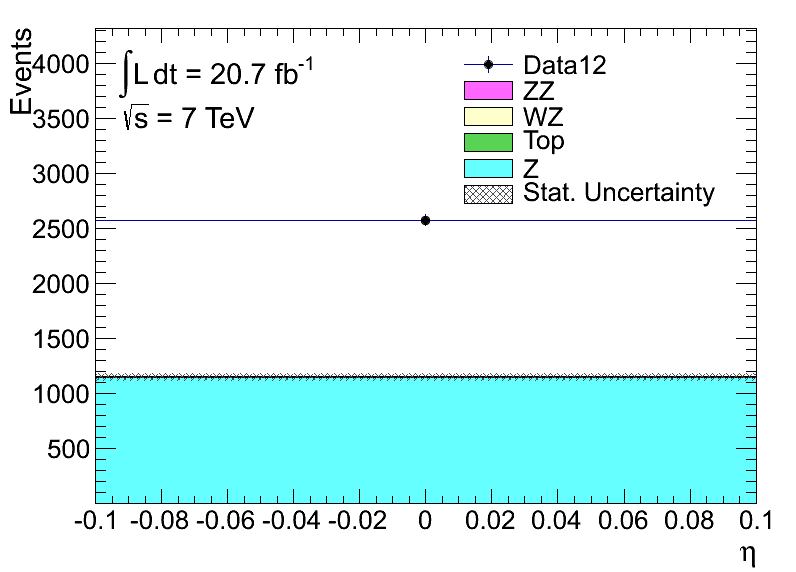 Events
∫L dt = 20.7 fb⁻¹
√s = 7 TeV
Data12
ZZ
WZ
Top
Z
Stat. Uncertainty
4000
3500
3000
2500
2000
1500
1000
500
-0.1 -0.08 -0.06 -0.04 -0.02 0 0.02 0.04 0.06 0.08 0.1
η